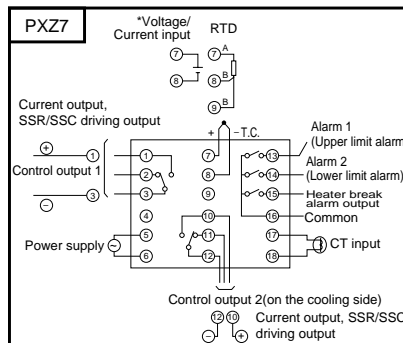 PXZ7
*Voltage/ RTD
Current input
7 7 A
8 8 B
9 B
Current output,
SSR/SSC driving output
+ − T.C.
Alarm 1
(Upper limit alarm)
Alarm 2
(Lower limit alarm)
Heater break
alarm output
Common
+ 1 1 7 13
Control output 1 2 8 14
− 3 3 9 15
4 10 16
Power supply 5 11 17
CT input
6 12 18
Control output 2(on the cooling side)
12 10 Current output, SSR/SSC
− + driving output